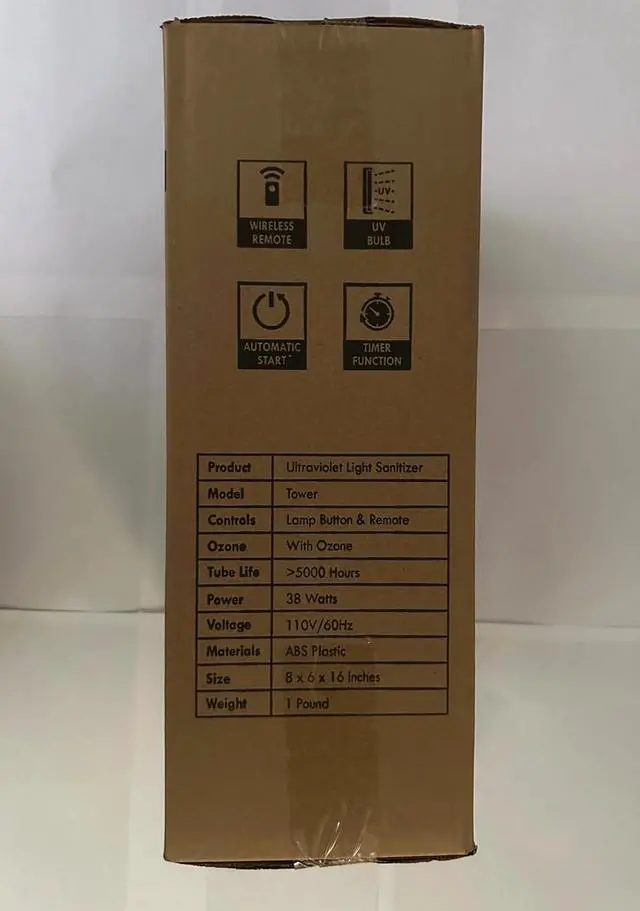 WIRELESS
REMOTE
UV
UV
BULB
AUTOMATIC
START*
TIMER
FUNCTION
Product Ultraviolet Light Sanitizer
Model Tower
Controls Lamp Button & Remote
Ozone With Ozone
Tube Life >5000 Hours
Power 38 Watts
Voltage 110V/60Hz
Materials ABS Plastic
Size 8 x 6 x 16 Inches
Weight 1 Pound